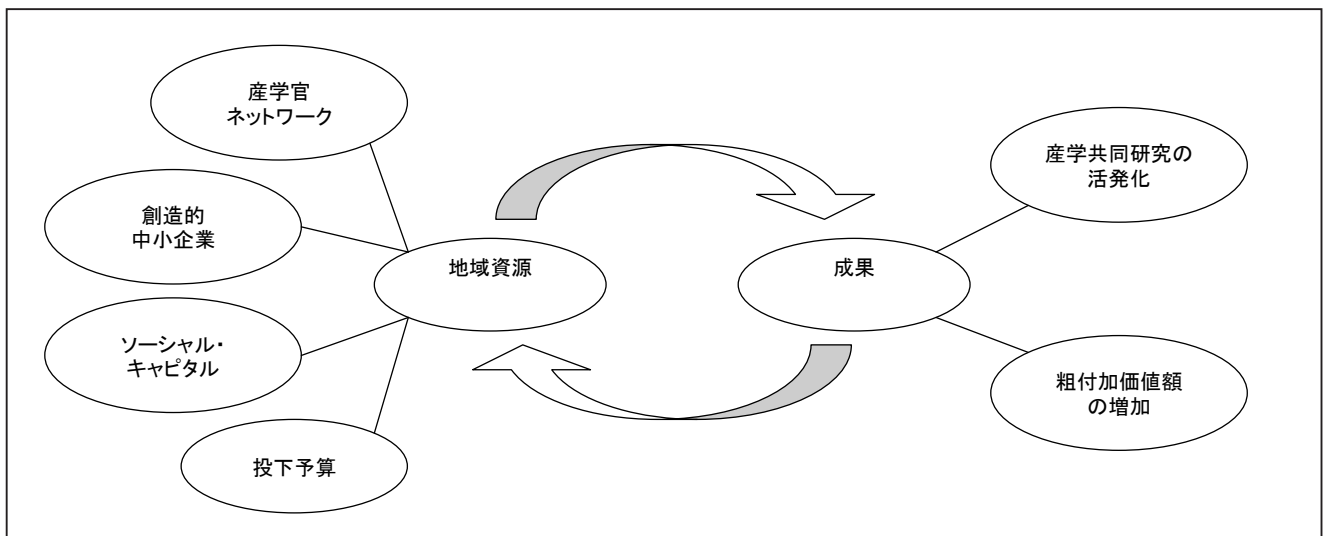 産学官
ネットワーク
創造的
中小企業
ソーシャル・
キャピタル
投下予算
地域資源
成果
産学共同研究の
活発化
粗付加価値額
の増加